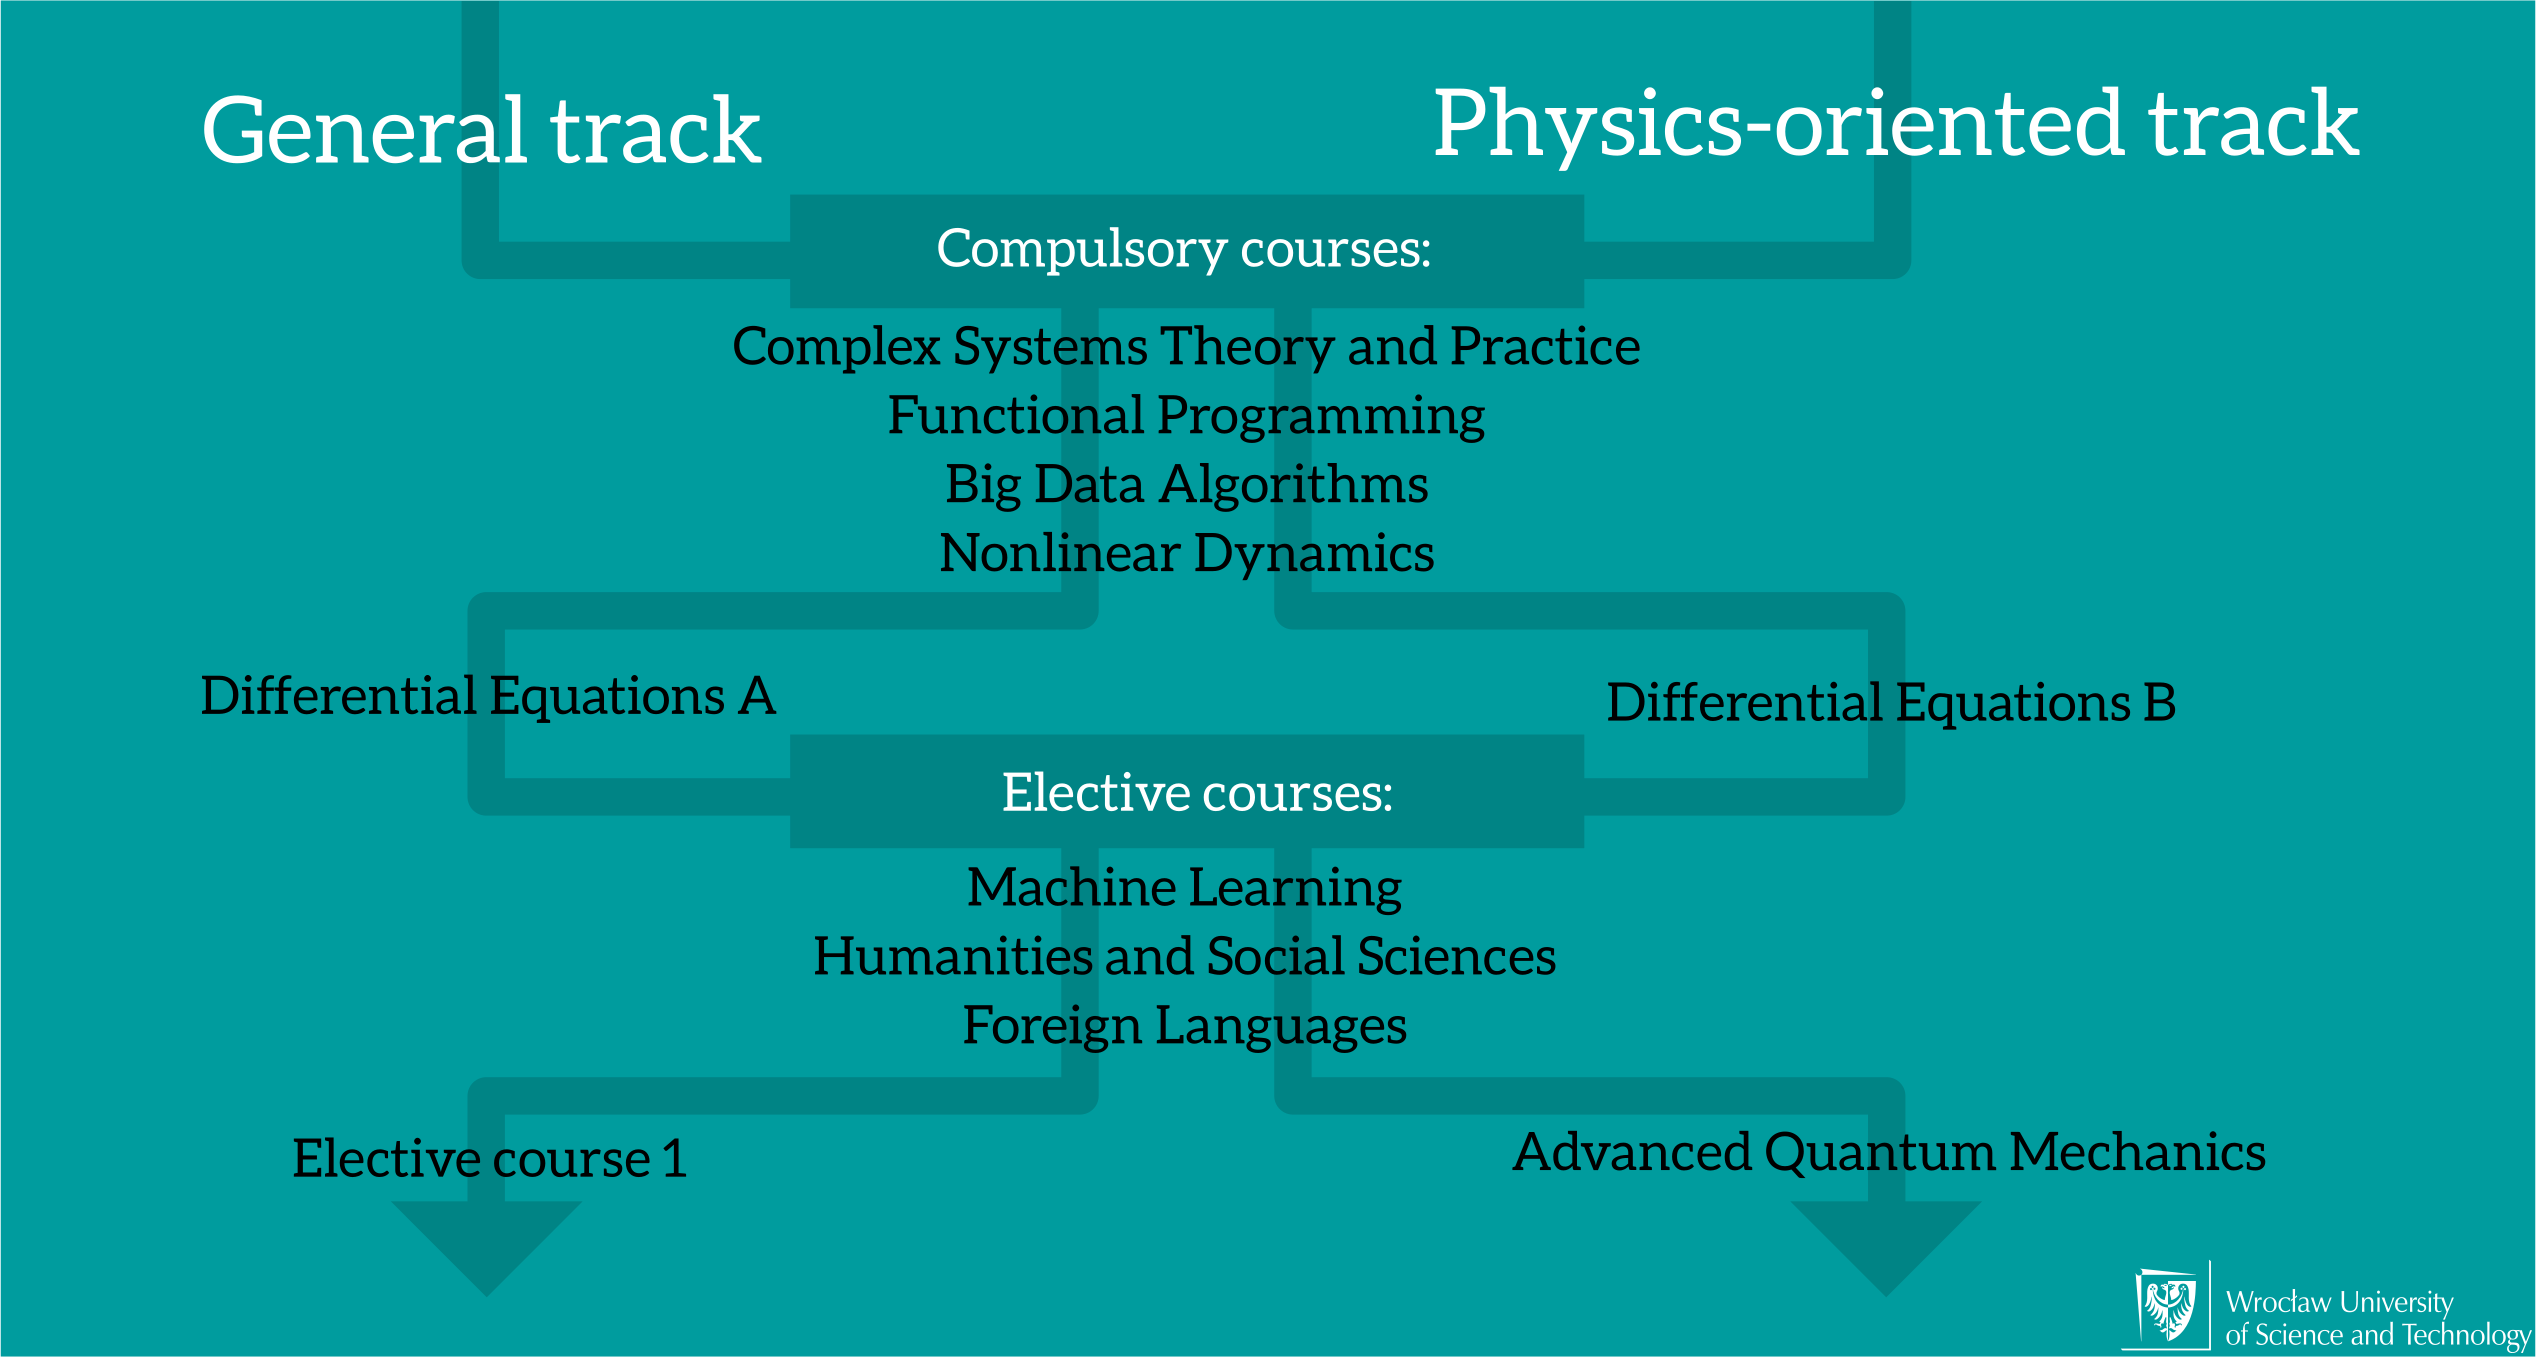 General track
Physics-oriented track
Compulsory courses:
Complex Systems Theory and Practice
Functional Programming
Big Data Algorithms
Nonlinear Dynamics
Differential Equations A
Differential Equations B
Elective courses:
Machine Learning
Humanities and Social Sciences
Foreign Languages
Elective course 1
Advanced Quantum Mechanics
Wrocław University
of Science and Technology